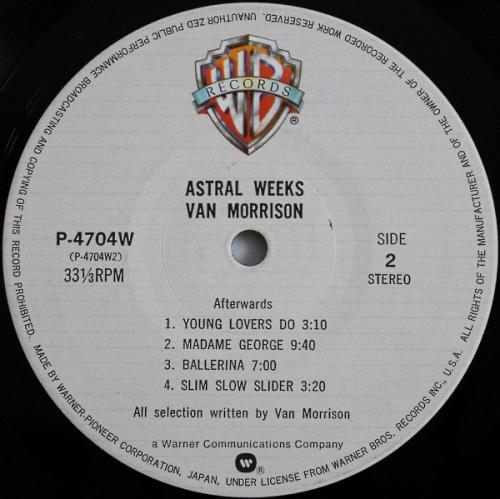 UNAUTHORIZED PUBLIC PERFORMANCE BROADCASTING AND COPYING OF THIS RECORD PROHIBITED.
ALL RIGHTS OF THE MANUFACTURER AND OF THE OWNER OF THE RECORDED WORK RESERVED.
WB
RECORDS
®
ASTRAL WEEKS
VAN MORRISON
P-4704W
(P-4704W2)
33⅓RPM
SIDE
2
STEREO
Afterwards
1. YOUNG LOVERS DO 3:10
2. MADAME GEORGE 9:40
3. BALLERINA 7:00
4. SLIM SLOW SLIDER 3:20
All selection written by Van Morrison
a Warner Communications Company
®
MADE BY WARNER-PIONEER CORPORATION, JAPAN, UNDER LICENSE FROM WARNER BROS. RECORDS INC., U.S.A.